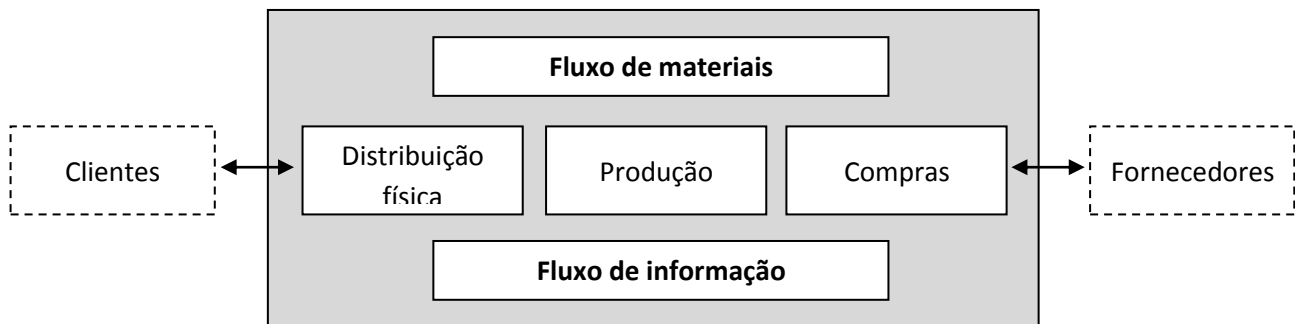 Fluxo de materiais
Clientes
Distribuição
física
Produção
Compras
Fornecedores
Fluxo de informação